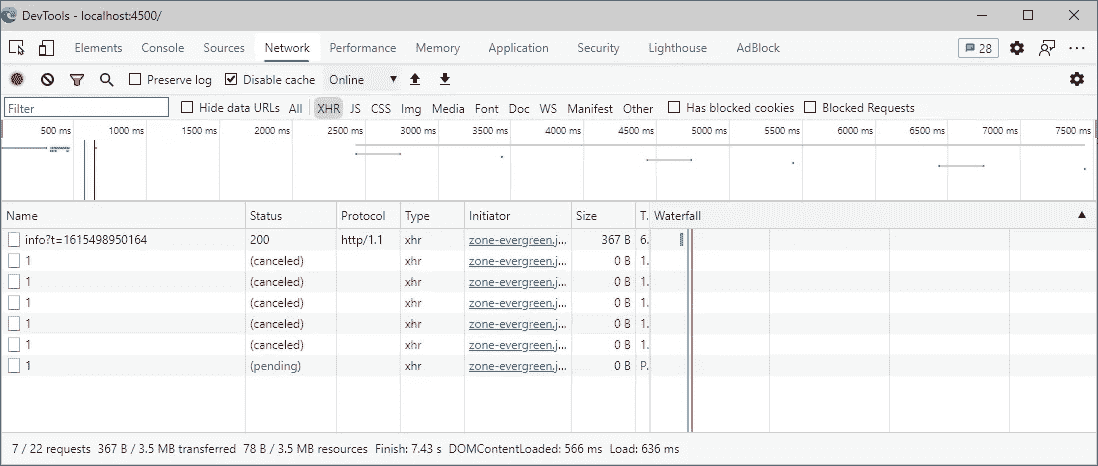 DevTools - localhost:4500/
Elements Console Sources Network Performance Memory Application Security Lighthouse AdBlock 28
Preserve log Disable cache Online
Filter Hide data URLs All XHR JS CSS Img Media Font Doc WS Manifest Other Has blocked cookies Blocked Requests
500 ms 1000 ms 1500 ms 2000 ms 2500 ms 3000 ms 3500 ms 4000 ms 4500 ms 5000 ms 5500 ms 6000 ms 6500 ms 7000 ms 7500 ms
Name Status Protocol Type Initiator Size T. Waterfall
info?t=1615498950164 200 http/1.1 xhr zone-evergreen.j... 367 B 6.
1 (canceled) xhr zone-evergreen.j... 0 B 1.
1 (canceled) xhr zone-evergreen.j... 0 B 1.
1 (canceled) xhr zone-evergreen.j... 0 B 1.
1 (canceled) xhr zone-evergreen.j... 0 B 1.
1 (canceled) xhr zone-evergreen.j... 0 B 1.
1 (pending) xhr zone-evergreen.j... 0 B P.
7 / 22 requests 367 B / 3.5 MB transferred 78 B / 3.5 MB resources Finish: 7.43 s DOMContentLoaded: 566 ms Load: 636 ms